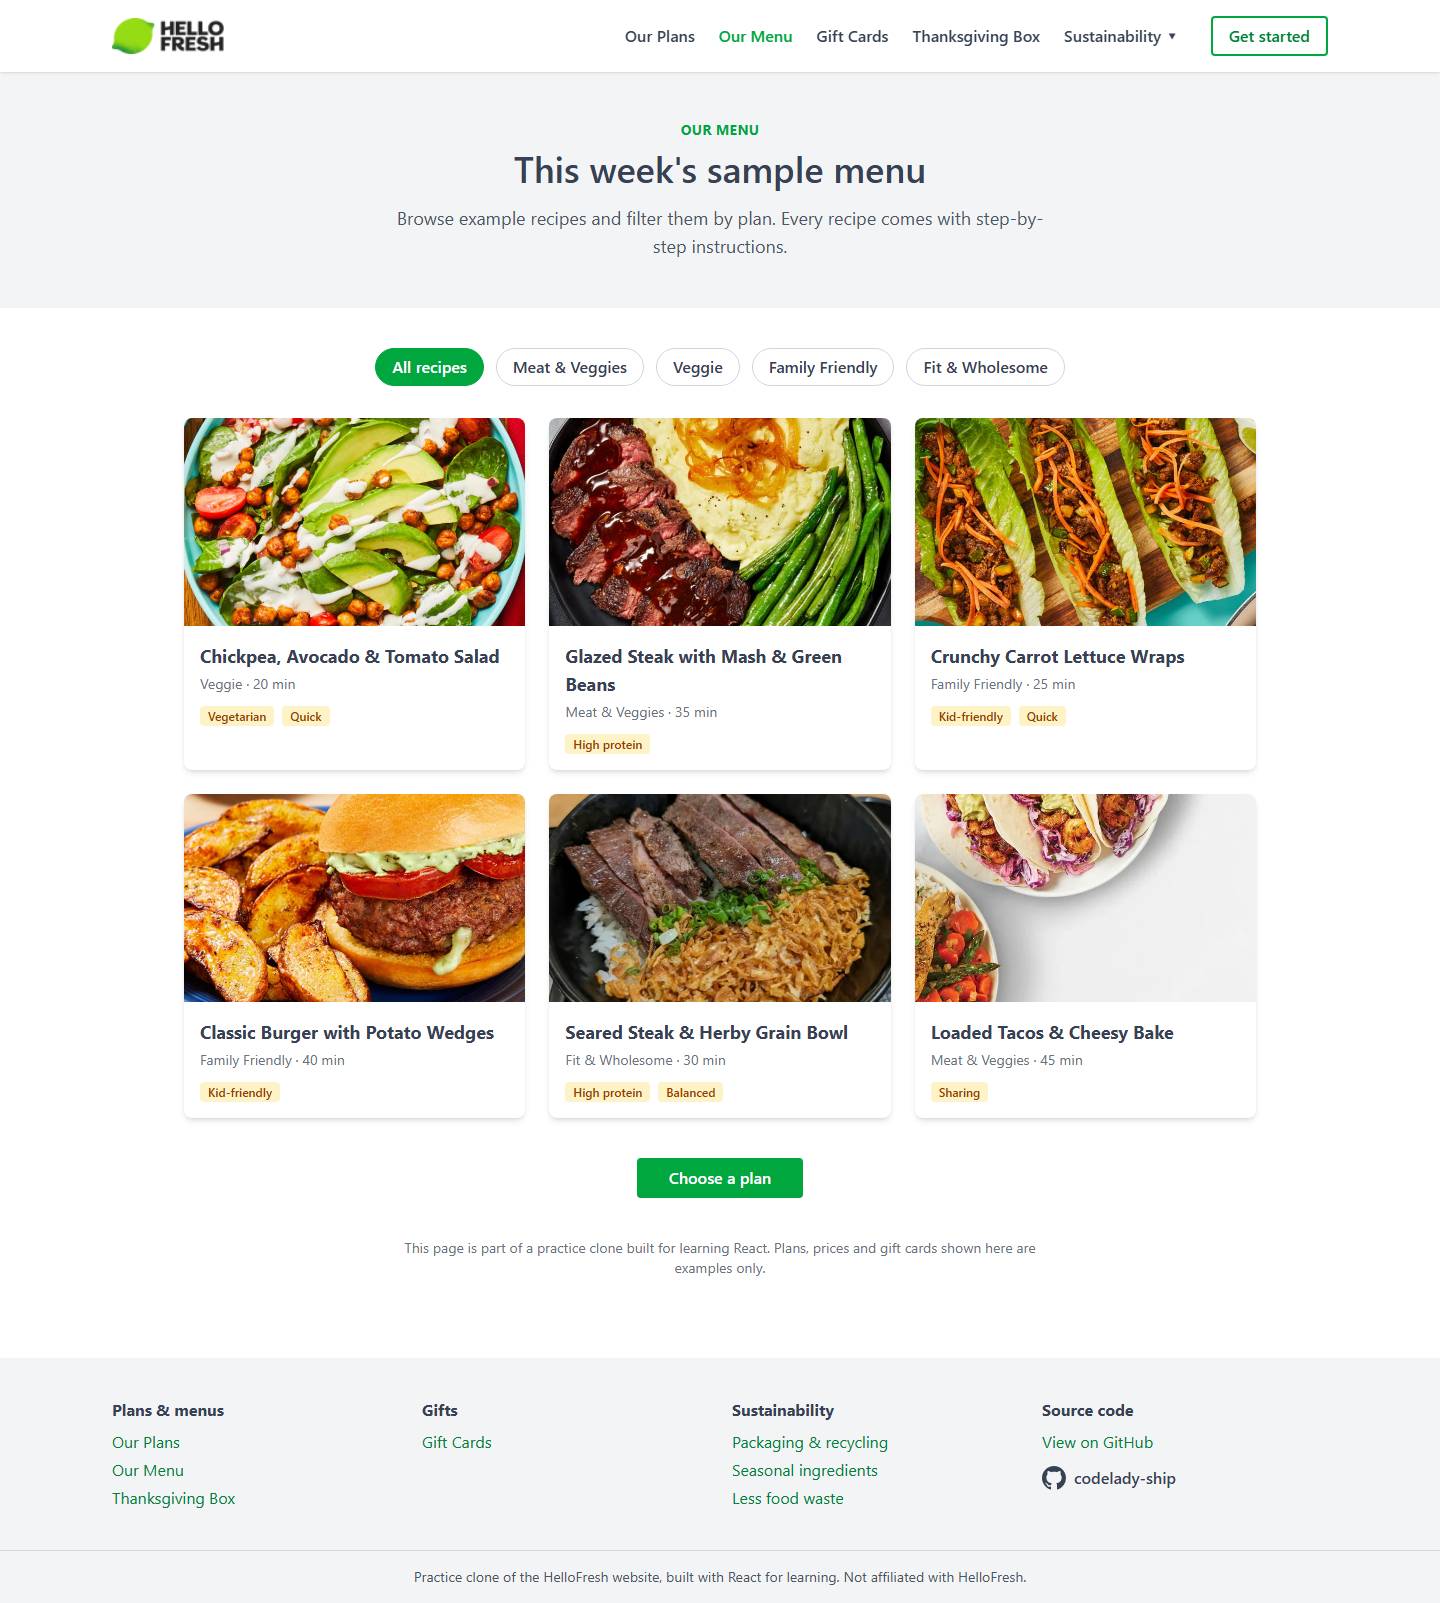 HELLO
FRESH
Our Plans
Our Menu
Gift Cards
Thanksgiving Box
Sustainability ▼
Get started
OUR MENU
This week's sample menu
Browse example recipes and filter them by plan. Every recipe comes with step-by-
step instructions.
All recipes
Meat & Veggies
Veggie
Family Friendly
Fit & Wholesome
Chickpea, Avocado & Tomato Salad
Veggie · 20 min
Vegetarian
Quick
Glazed Steak with Mash & Green
Beans
Meat & Veggies · 35 min
High protein
Crunchy Carrot Lettuce Wraps
Family Friendly · 25 min
Kid-friendly
Quick
Classic Burger with Potato Wedges
Family Friendly · 40 min
Kid-friendly
Seared Steak & Herby Grain Bowl
Fit & Wholesome · 30 min
High protein
Balanced
Loaded Tacos & Cheesy Bake
Meat & Veggies · 45 min
Sharing
Choose a plan
This page is part of a practice clone built for learning React. Plans, prices and gift cards shown here are
examples only.
Plans & menus
Our Plans
Our Menu
Thanksgiving Box
Gifts
Gift Cards
Sustainability
Packaging & recycling
Seasonal ingredients
Less food waste
Source code
View on GitHub
codelady-ship
Practice clone of the HelloFresh website, built with React for learning. Not affiliated with HelloFresh.